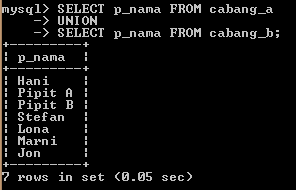 mysql> SELECT p_nama FROM cabang_a
    -> UNION
    -> SELECT p_nama FROM cabang_b;
+---------+
| p_nama  |
+---------+
| Hani    |
| Pipit A |
| Pipit B |
| Stefan  |
| Lona    |
| Marni   |
| Jon     |
+---------+
7 rows in set (0.05 sec)